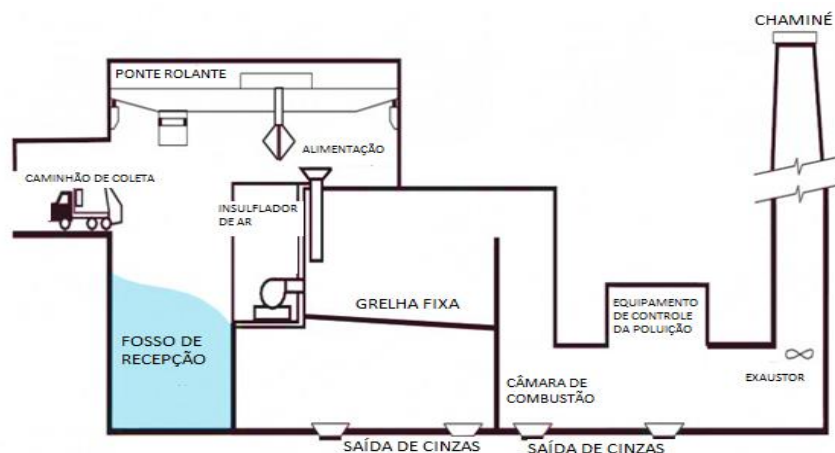 CHAMINÉ
PONTE ROLANTE
ALIMENTAÇÃO
CAMINHÃO DE COLETA
INSULFLADOR
DE AR
GRELHA FIXA
EQUIPAMENTO
DE CONTROLE
DA POLUIÇÃO
FOSSO DE
RECEPÇÃO
CÂMARA DE
COMBUSTÃO
EXAUSTOR
SAÍDA DE CINZAS
SAÍDA DE CINZAS